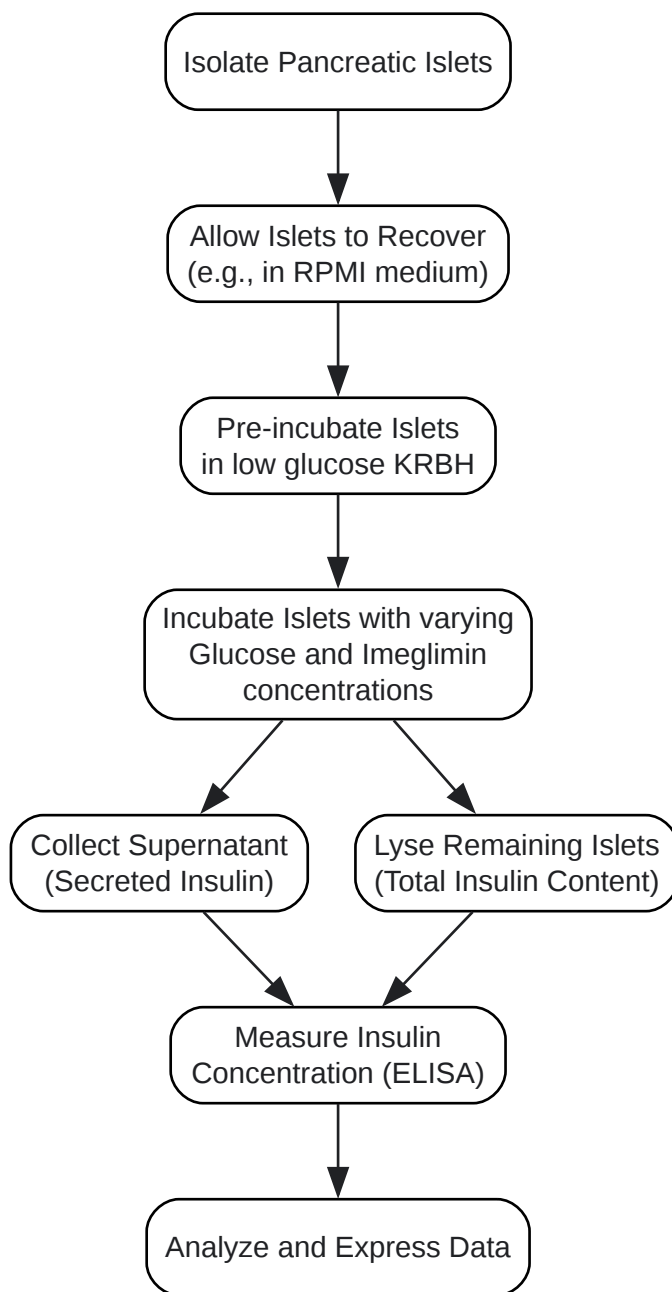 Isolate Pancreatic Islets
Allow Islets to Recover
(e.g., in RPMI medium)
Pre-incubate Islets
in low glucose KRBH
Incubate Islets with varying
Glucose and Imeglimin
concentrations
Collect Supernatant
(Secreted Insulin)
Lyse Remaining Islets
(Total Insulin Content)
Measure Insulin
Concentration (ELISA)
Analyze and Express Data